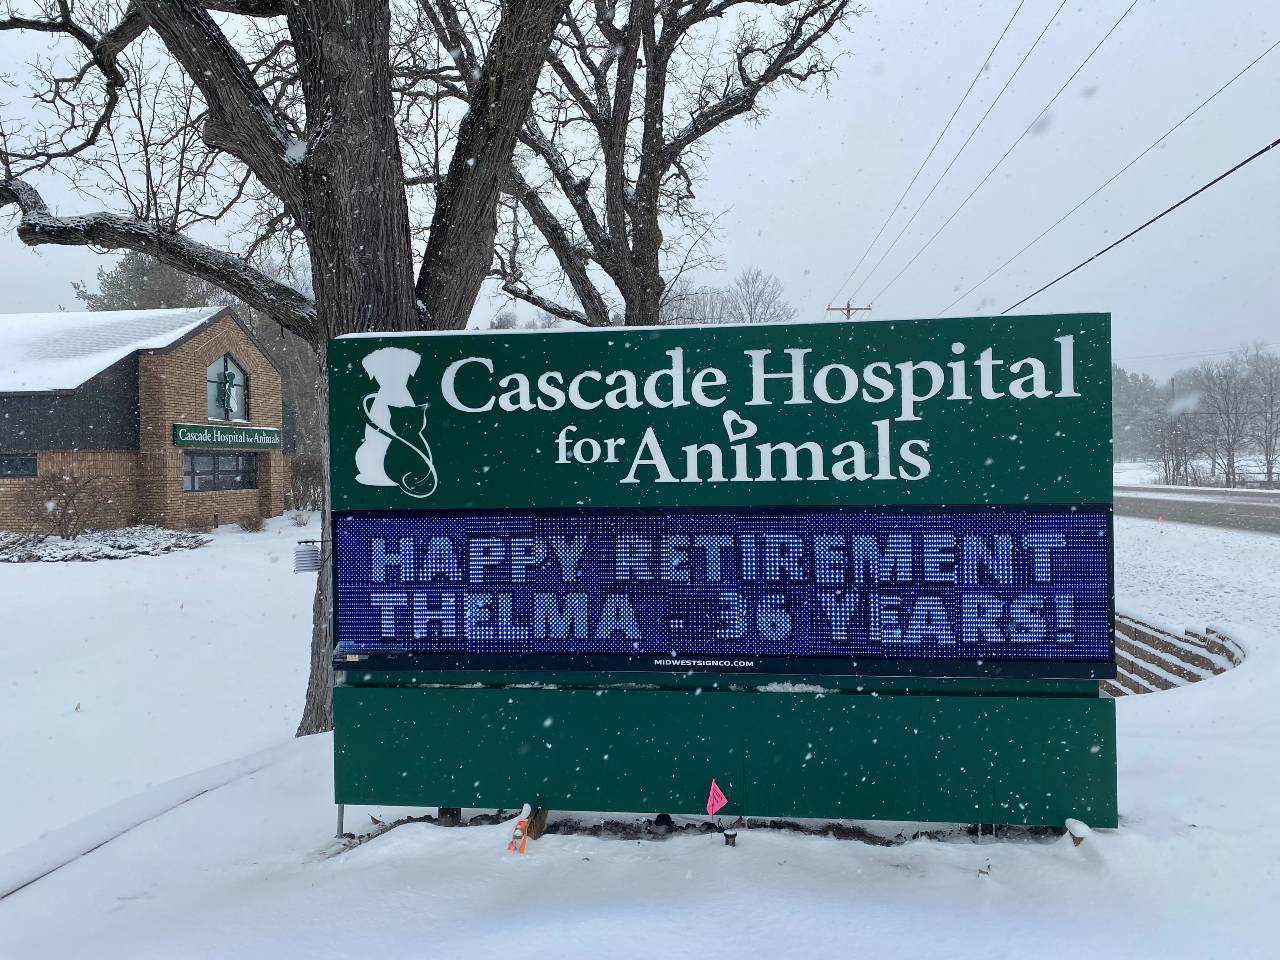 Cascade Hospital
for Animals
HAPPY RETIREMENT
THELMA - 36 YEARS!
MIDWESTSIGNCO.COM
Cascade Hospital for Animals